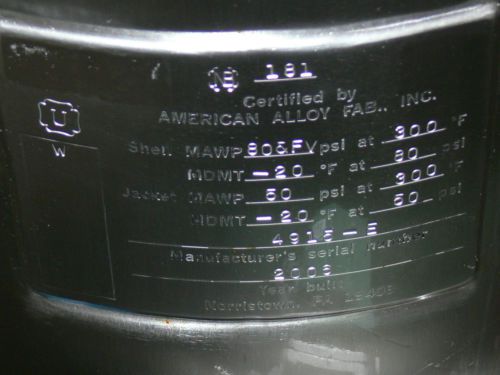 NB 181
Certified by
AMERICAN ALLOY FAB., INC.
U
W
Shell MAWP 80&FV psi at 300 °F
MDMT -20 °F at 80 psi
Jacket MAWP 50 psi at 300 °F
MDMT -20 °F at 50 psi
4915-E
Manufacturer's serial number
2006
Year built
Norristown, PA